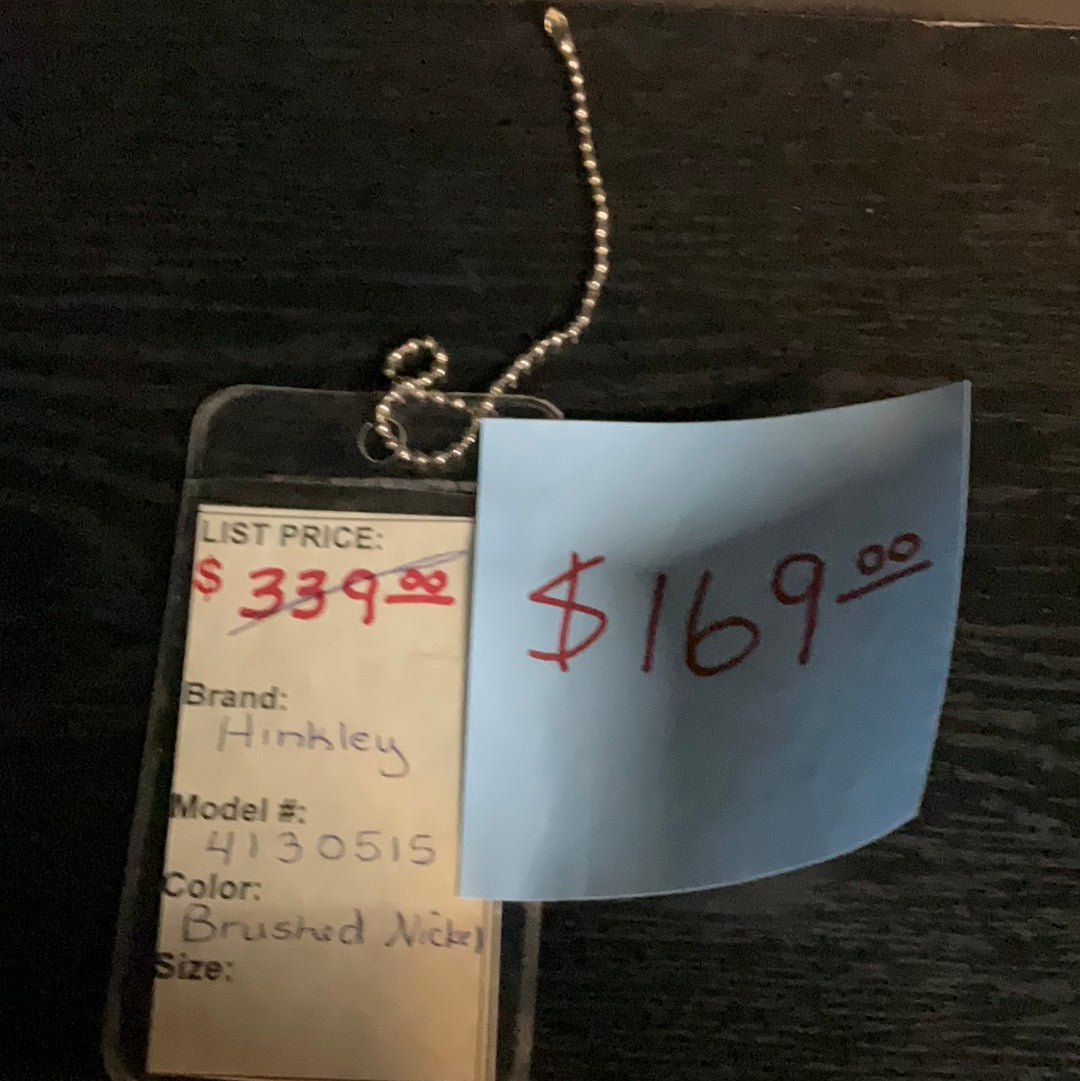 LIST PRICE:
$ 339.00
Brand:
Hinkley
Model #:
4130515
Color:
Brushed Nickel
Size:
$169.00